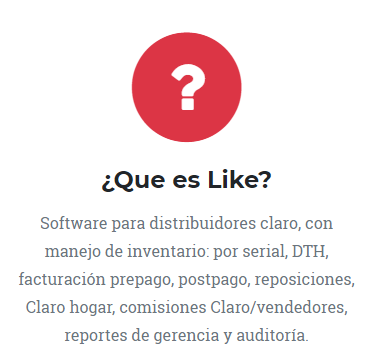 ?
¿Que es Like?
Software para distribuidores claro, con
manejo de inventario: por serial, DTH,
facturación prepago, postpago, reposiciones,
Claro hogar, comisiones Claro/vendedores,
reportes de gerencia y auditoría.